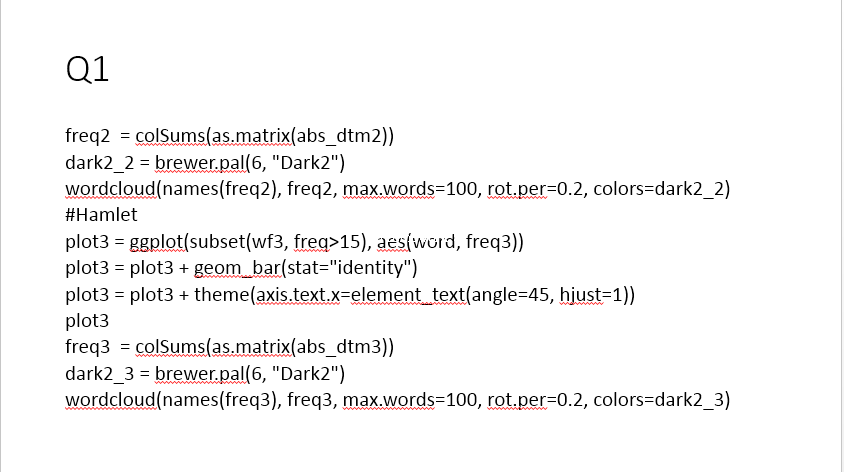 Q1
freq2  = colSums(as.matrix(abs_dtm2))
dark2_2 = brewer.pal(6, "Dark2")
wordcloud(names(freq2), freq2, max.words=100, rot.per=0.2, colors=dark2_2)
#Hamlet
plot3 = ggplot(subset(wf3, freq>15), aes(word, freq3))
plot3 = plot3 + geom_bar(stat="identity")
plot3 = plot3 + theme(axis.text.x=element_text(angle=45, hjust=1))
plot3
freq3  = colSums(as.matrix(abs_dtm3))
dark2_3 = brewer.pal(6, "Dark2")
wordcloud(names(freq3), freq3, max.words=100, rot.per=0.2, colors=dark2_3)